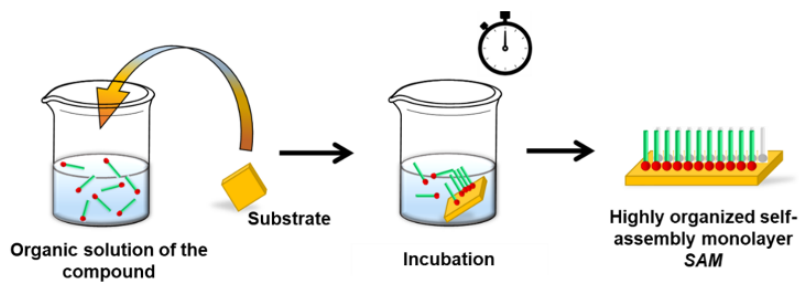 Organic solution of the
compound
Substrate
Incubation
Highly organized self-
assembly monolayer
SAM